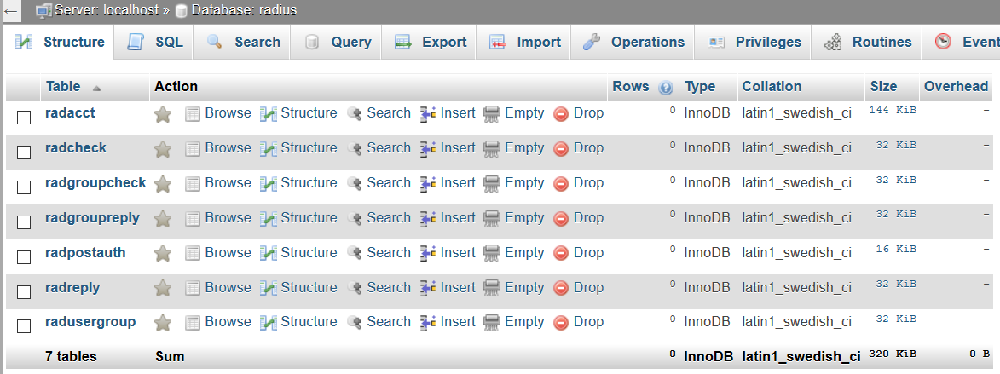 ← Server: localhost » Database: radius
Structure SQL Search Query Export Import Operations Privileges Routines Event
Table Action Rows Type Collation Size Overhead
radacct Browse Structure Search Insert Empty Drop 0 InnoDB latin1_swedish_ci 144 KiB -
radcheck Browse Structure Search Insert Empty Drop 0 InnoDB latin1_swedish_ci 32 KiB -
radgroupcheck Browse Structure Search Insert Empty Drop 0 InnoDB latin1_swedish_ci 32 KiB -
radgroupreply Browse Structure Search Insert Empty Drop 0 InnoDB latin1_swedish_ci 32 KiB -
radpostauth Browse Structure Search Insert Empty Drop 0 InnoDB latin1_swedish_ci 16 KiB -
radreply Browse Structure Search Insert Empty Drop 0 InnoDB latin1_swedish_ci 32 KiB -
radusergroup Browse Structure Search Insert Empty Drop 0 InnoDB latin1_swedish_ci 32 KiB -
7 tables Sum 0 InnoDB latin1_swedish_ci 320 KiB 0 B